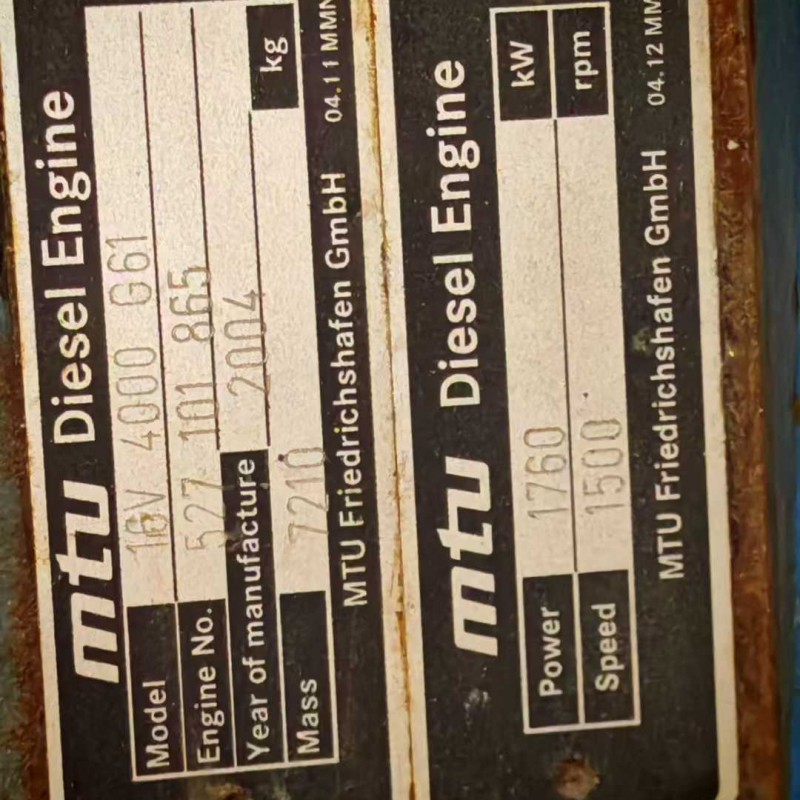 mtu Diesel Engine
Model 16V 4000 G61
Engine No. 527 101 865
Year of manufacture 2004
Mass 7210 kg
MTU Friedrichshafen GmbH 04.11 MMN
mtu Diesel Engine
Power 1760 kW
Speed 1500 rpm
MTU Friedrichshafen GmbH 04.12